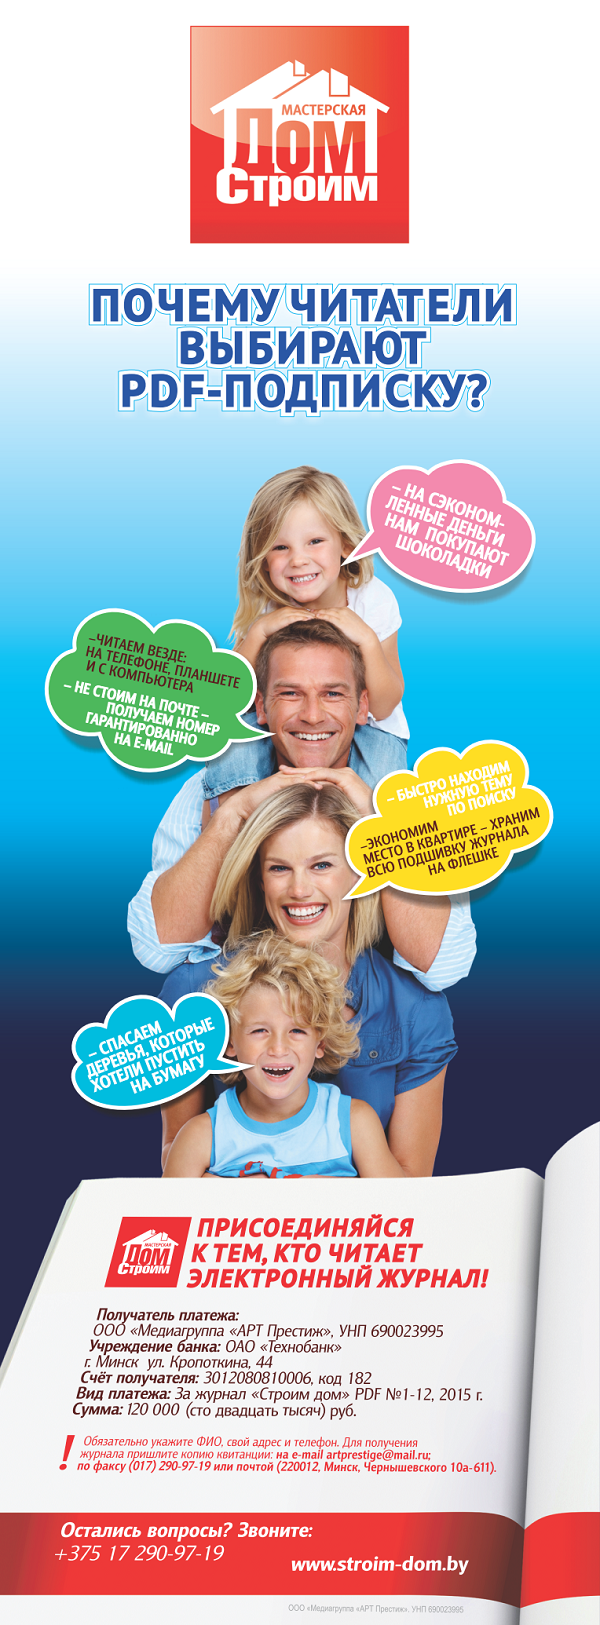 МАСТЕРСКАЯ
ДОМ
Строим
ПОЧЕМУ ЧИТАТЕЛИ
ВЫБИРАЮТ
PDF-ПОДПИСКУ?
– НА СЭКОНОМ-
ЛЕННЫЕ ДЕНЬГИ
НАМ ПОКУПАЮТ
ШОКОЛАДКИ
–ЧИТАЕМ ВЕЗДЕ:
НА ТЕЛЕФОНЕ, ПЛАНШЕТЕ
И С КОМПЬЮТЕРА
– НЕ СТОИМ НА ПОЧТЕ –
ПОЛУЧАЕМ НОМЕР
ГАРАНТИРОВАННО
НА E-MAIL
– БЫСТРО НАХОДИМ
НУЖНУЮ ТЕМУ
ПО ПОИСКУ
–ЭКОНОМИМ
МЕСТО В КВАРТИРЕ – ХРАНИМ
ВСЮ ПОДШИВКУ ЖУРНАЛА
НА ФЛЕШКЕ
– СПАСАЕМ
ДЕРЕВЬЯ, КОТОРЫЕ
ХОТЕЛИ ПУСТИТЬ
НА БУМАГУ
МАСТЕРСКАЯ
ДОМ
Строим
ПРИСОЕДИНЯЙСЯ
К ТЕМ, КТО ЧИТАЕТ
ЭЛЕКТРОННЫЙ ЖУРНАЛ!
Получатель платежа:
ООО «Медиагруппа «АРТ Престиж», УНП 690023995
Учреждение банка: ОАО «Технобанк»
г. Минск ул. Кропоткина, 44
Счёт получателя: 3012080810006, код 182
Вид платежа: За журнал «Строим дом» PDF №1-12, 2015 г.
Сумма: 120 000 (сто двадцать тысяч) руб.
! Обязательно укажите ФИО, свой адрес и телефон. Для получения
журнала пришлите копию квитанции: на e-mail artprestige@mail.ru;
по факсу (017) 290-97-19 или почтой (220012, Минск, Чернышевского 10а-611).
Остались вопросы? Звоните:
+375 17 290-97-19
www.stroim-dom.by
ООО «Медиагруппа «АРТ Престиж», УНП 690023995